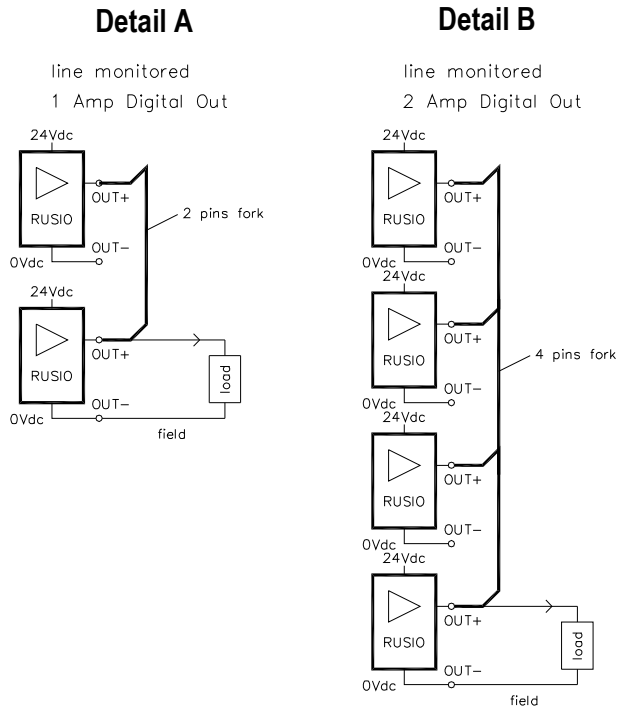 Detail A
line monitored
1 Amp Digital Out
24Vdc
OUT+
RUSIO
2 pins fork
OUT−
0Vdc
24Vdc
OUT+
RUSIO
load
OUT−
0Vdc
field
Detail B
line monitored
2 Amp Digital Out
24Vdc
OUT+
RUSIO
OUT−
0Vdc
24Vdc
OUT+
4 pins fork
RUSIO
OUT−
0Vdc
24Vdc
OUT+
RUSIO
OUT−
0Vdc
24Vdc
OUT+
RUSIO
load
OUT−
0Vdc
field